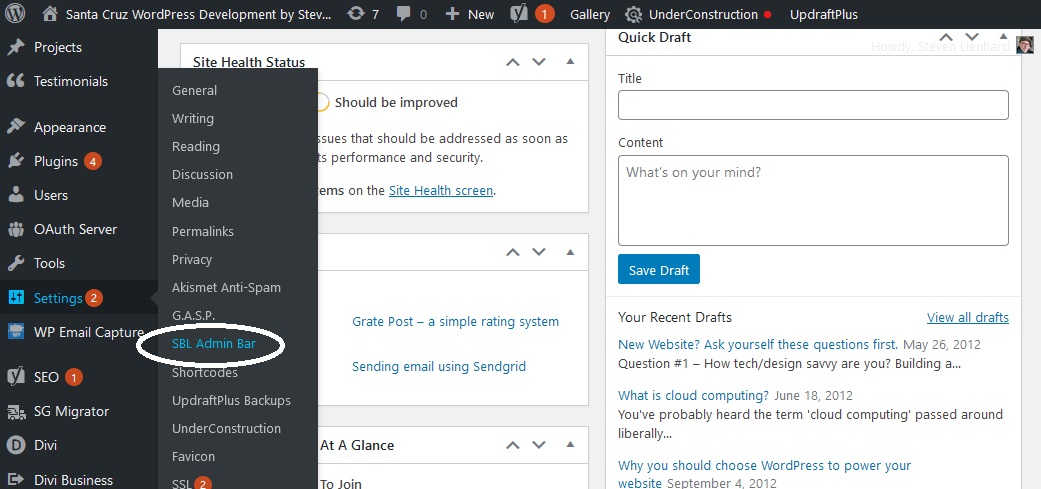 Santa Cruz WordPress Development by Stev... 7 0 New 1 Gallery UnderConstruction UpdraftPlus
Howdy, Steven Lienhard
Projects
Testimonials
Appearance
Plugins 4
Users
OAuth Server
Tools
Settings 2
WP Email Capture
SEO 1
SG Migrator
Divi
Divi Business
General
Writing
Reading
Discussion
Media
Permalinks
Privacy
Akismet Anti-Spam
G.A.S.P.
SBL Admin Bar
Shortcodes
UpdraftPlus Backups
UnderConstruction
Favicon
SSL 2
Site Health Status
Should be improved
ssues that should be addressed as soon as
ts performance and security.
ems on the Site Health screen.
Grate Post – a simple rating system
Sending email using Sendgrid
At A Glance
To Join
Quick Draft
Title
Content
What's on your mind?
Save Draft
Your Recent Drafts View all drafts
New Website? Ask yourself these questions first. May 26, 2012
Question #1 – How tech/design savvy are you? Building a...
What is cloud computing? June 18, 2012
You've probably heard the term 'cloud computing' passed around
liberally...
Why you should choose WordPress to power your
website September 4, 2012